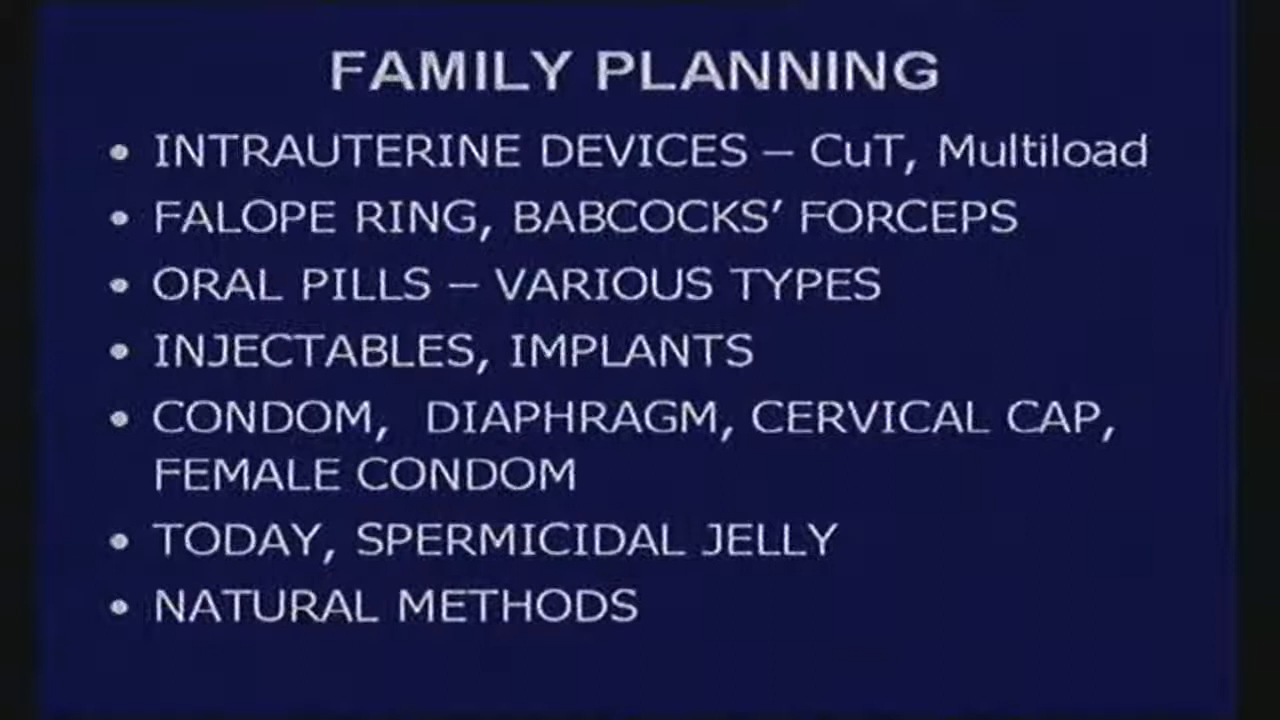 FAMILY PLANNING
• INTRAUTERINE DEVICES – CuT, Multiload
• FALOPE RING, BABCOCKS’ FORCEPS
• ORAL PILLS – VARIOUS TYPES
• INJECTABLES, IMPLANTS
• CONDOM, DIAPHRAGM, CERVICAL CAP,
FEMALE CONDOM
• TODAY, SPERMICIDAL JELLY
• NATURAL METHODS